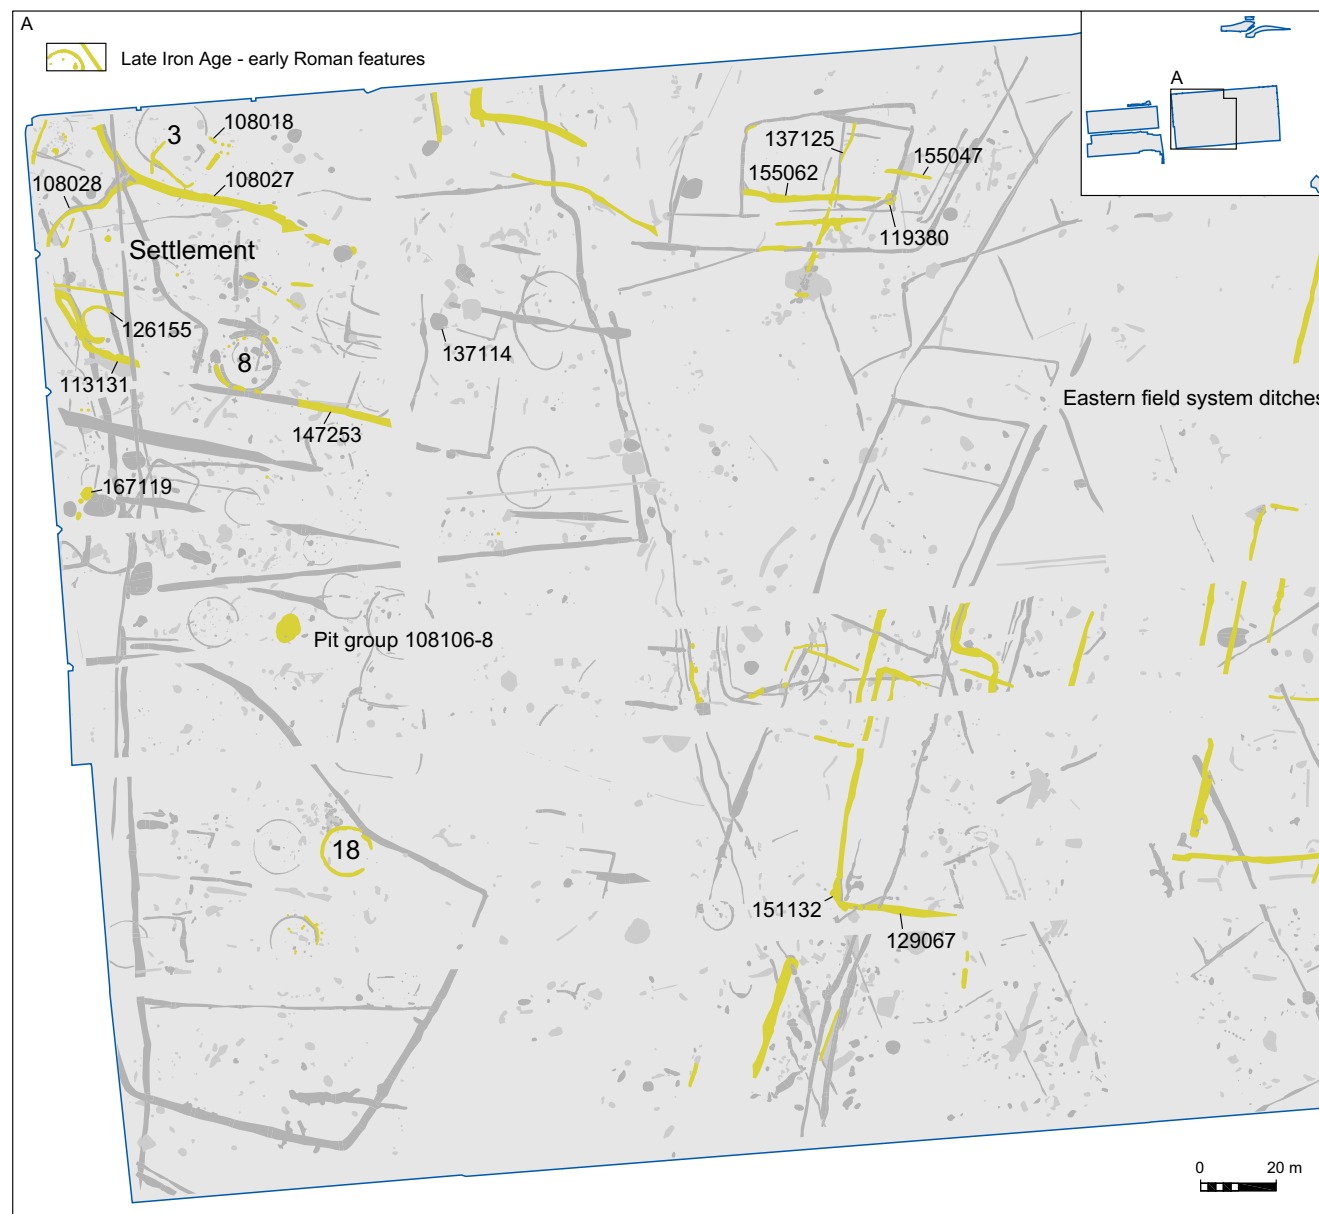 A
Late Iron Age - early Roman features
A
3
108018
137125
155047
108028
108027
155062
119380
Settlement
126155
137114
8
113131
Eastern field system ditches
147253
167119
Pit group 108106-8
18
151132
129067
0 20 m